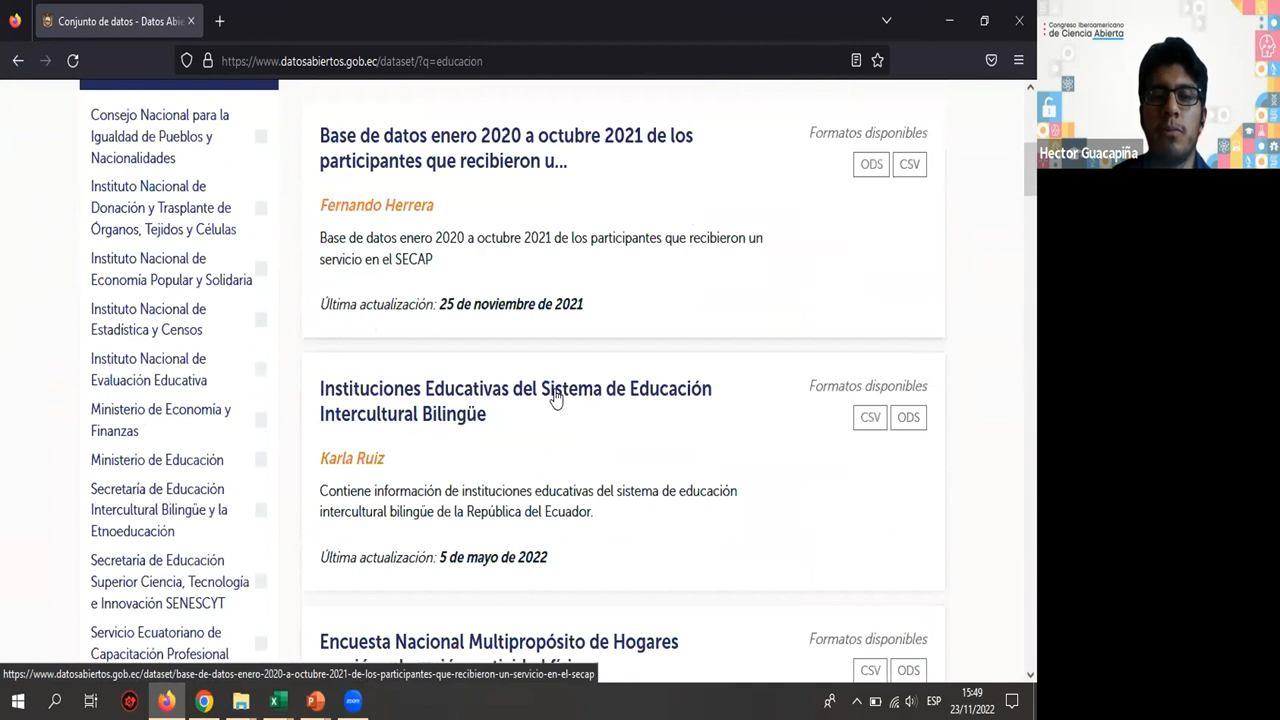 Conjunto de datos - Datos Abie
https://www.datosabiertos.gob.ec/dataset/?q=educacion
Congreso Iberoamericano
de Ciencia Abierta
Hector Guacapiña
Consejo Nacional para la
Igualdad de Pueblos y
Nacionalidades
Instituto Nacional de
Donación y Trasplante de
Órganos, Tejidos y Células
Instituto Nacional de
Economía Popular y Solidaria
Instituto Nacional de
Estadística y Censos
Instituto Nacional de
Evaluación Educativa
Ministerio de Economía y
Finanzas
Ministerio de Educación
Secretaría de Educación
Intercultural Bilingüe y la
Etnoeducación
Secretaría de Educación
Superior Ciencia, Tecnología
e Innovación SENESCYT
Servicio Ecuatoriano de
Capacitación Profesional
Base de datos enero 2020 a octubre 2021 de los
participantes que recibieron u...
Formatos disponibles
ODS CSV
Fernando Herrera
Base de datos enero 2020 a octubre 2021 de los participantes que recibieron un
servicio en el SECAP
Última actualización: 25 de noviembre de 2021
Instituciones Educativas del Sistema de Educación
Intercultural Bilingüe
Formatos disponibles
CSV ODS
Karla Ruiz
Contiene información de instituciones educativas del sistema de educación
intercultural bilingüe de la República del Ecuador.
Última actualización: 5 de mayo de 2022
Encuesta Nacional Multipropósito de Hogares
Formatos disponibles
CSV ODS
https://www.datosabiertos.gob.ec/dataset/base-de-datos-enero-2020-a-octubre-2021-de-los-participantes-que-recibieron-un-servicio-en-el-secap
ESP
15:49
23/11/2022